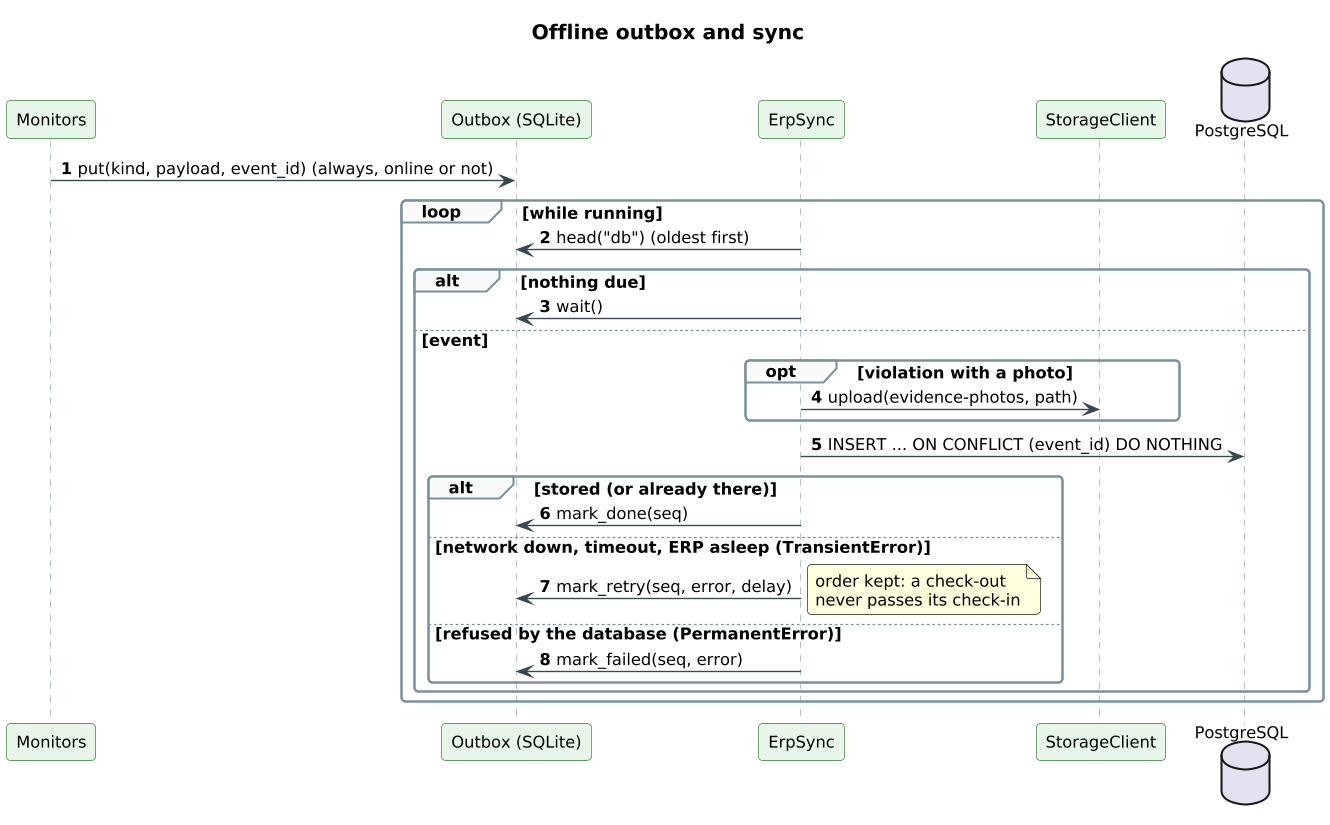 Offline outbox and sync
Monitors
Outbox (SQLite)
ErpSync
StorageClient
PostgreSQL
1 put(kind, payload, event_id) (always, online or not)
loop [while running]
2 head("db") (oldest first)
alt [nothing due]
3 wait()
[event]
opt [violation with a photo]
4 upload(evidence-photos, path)
5 INSERT ... ON CONFLICT (event_id) DO NOTHING
alt [stored (or already there)]
6 mark_done(seq)
[network down, timeout, ERP asleep (TransientError)]
7 mark_retry(seq, error, delay)
order kept: a check-out
never passes its check-in
[refused by the database (PermanentError)]
8 mark_failed(seq, error)
Monitors
Outbox (SQLite)
ErpSync
StorageClient
PostgreSQL